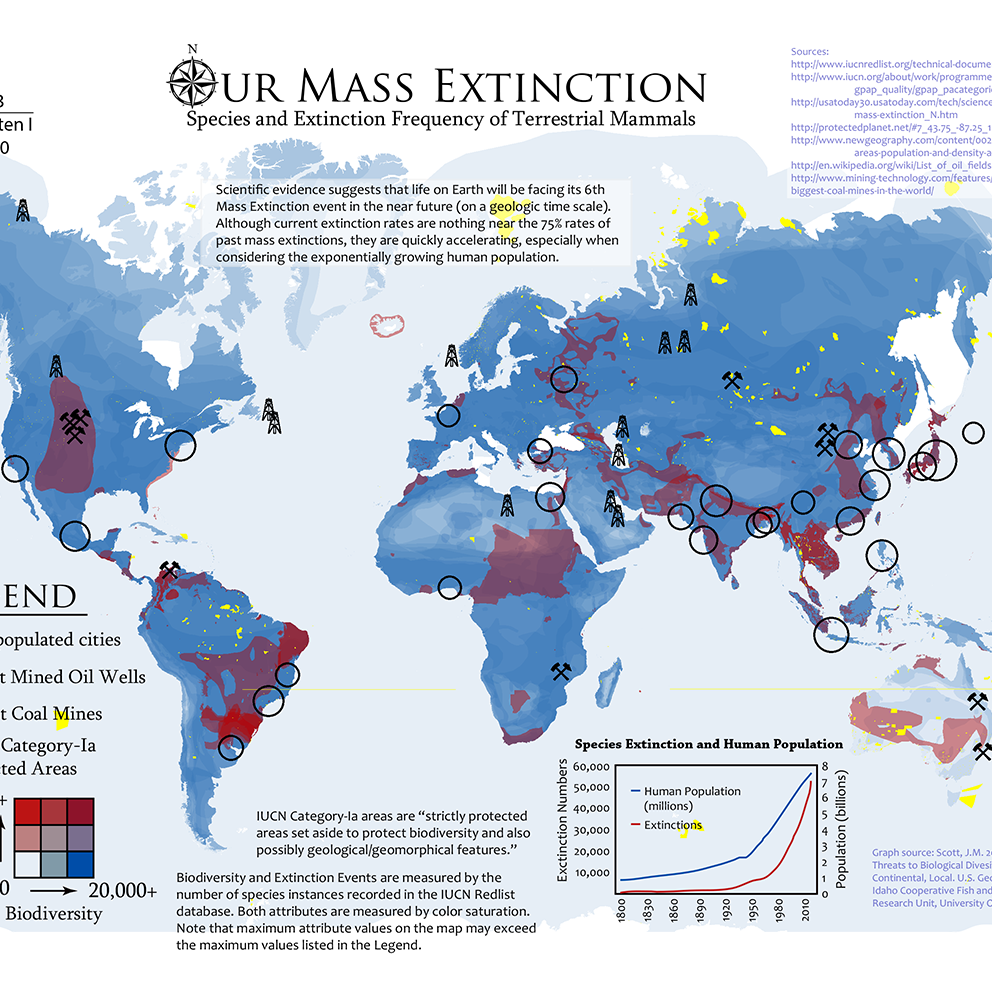 N
OUR MASS EXTINCTION
Species and Extinction Frequency of Terrestrial Mammals
Sources:
http://www.iucnredlist.org/technical-docume
http://www.iucn.org/about/work/programme
gpap_quality/gpap_pacategori
http://usatoday30.usatoday.com/tech/science
mass-extinction_N.htm
http://protectedplanet.net/#7_43.75_-87.25_1
http://www.newgeography.com/content/002
areas-population-and-density-a
http://en.wikipedia.org/wiki/List_of_oil_fields
http://www.mining-technology.com/features/
biggest-coal-mines-in-the-world/
3
ten I
0
Scientific evidence suggests that life on Earth will be facing its 6th
Mass Extinction event in the near future (on a geologic time scale).
Although current extinction rates are nothing near the 75% rates of
past mass extinctions, they are quickly accelerating, especially when
considering the exponentially growing human population.
END
populated cities
t Mined Oil Wells
t Coal Mines
Category-Ia
ted Areas
+
0
20,000+
Biodiversity
IUCN Category-Ia areas are “strictly protected
areas set aside to protect biodiversity and also
possibly geological/geomorphical features.”
Biodiversity and Extinction Events are measured by the
number of species instances recorded in the IUCN Redlist
database. Both attributes are measured by color saturation.
Note that maximum attribute values on the map may exceed
the maximum values listed in the Legend.
Species Extinction and Human Population
Exctinction Numbers
60,000
50,000
40,000
30,000
20,000
10,000
Human Population
(millions)
Extinctions
8
7
6
5
4
3
2
1
0
Population (billions)
1800
1830
1860
1890
1920
1950
1980
2010
Graph source: Scott, J.M. 20
Threats to Biological Divesi
Continental, Local. U.S. Geo
Idaho Cooperative Fish and
Research Unit, University O